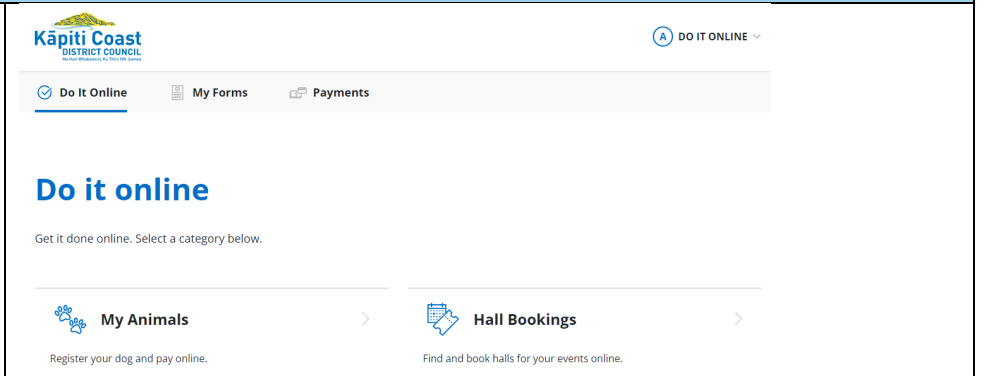 Kāpiti Coast
DISTRICT COUNCIL
A DO IT ONLINE
Do It Online My Forms Payments
Do it online
Get it done online. Select a category below.
My Animals Hall Bookings
Register your dog and pay online. Find and book halls for your events online.